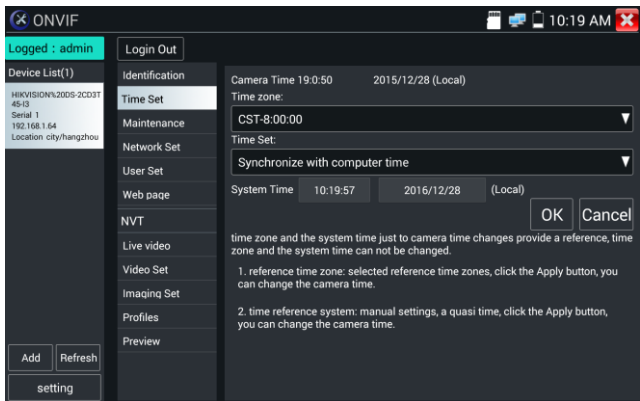 ONVIF
10:19 AM
Logged : admin
Login Out
Device List(1)
HIKVISION%20DS-2CD3T
45-I3
Serial 1
192.168.1.64
Location city/hangzhou
Add
Refresh
setting
Identification
Time Set
Maintenance
Network Set
User Set
Web page
NVT
Live video
Video Set
Imaging Set
Profiles
Preview
Camera Time 19:0:50 2015/12/28 (Local)
Time zone:
CST-8:00:00
Time Set:
Synchronize with computer time
System Time 10:19:57 2016/12/28 (Local)
OK Cancel
time zone and the system time just to camera time changes provide a reference, time
zone and the system time can not be changed.
1. reference time zone: selected reference time zones, click the Apply button, you
can change the camera time.
2. time reference system: manual settings, a quasi time, click the Apply button,
you can change the camera time.